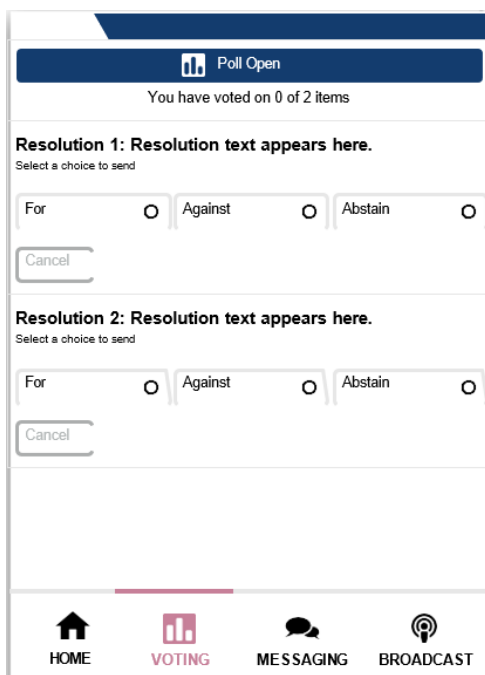 Poll Open
You have voted on 0 of 2 items
Resolution 1: Resolution text appears here.
Select a choice to send
For Against Abstain
Cancel
Resolution 2: Resolution text appears here.
Select a choice to send
For Against Abstain
Cancel
HOME VOTING MESSAGING BROADCAST